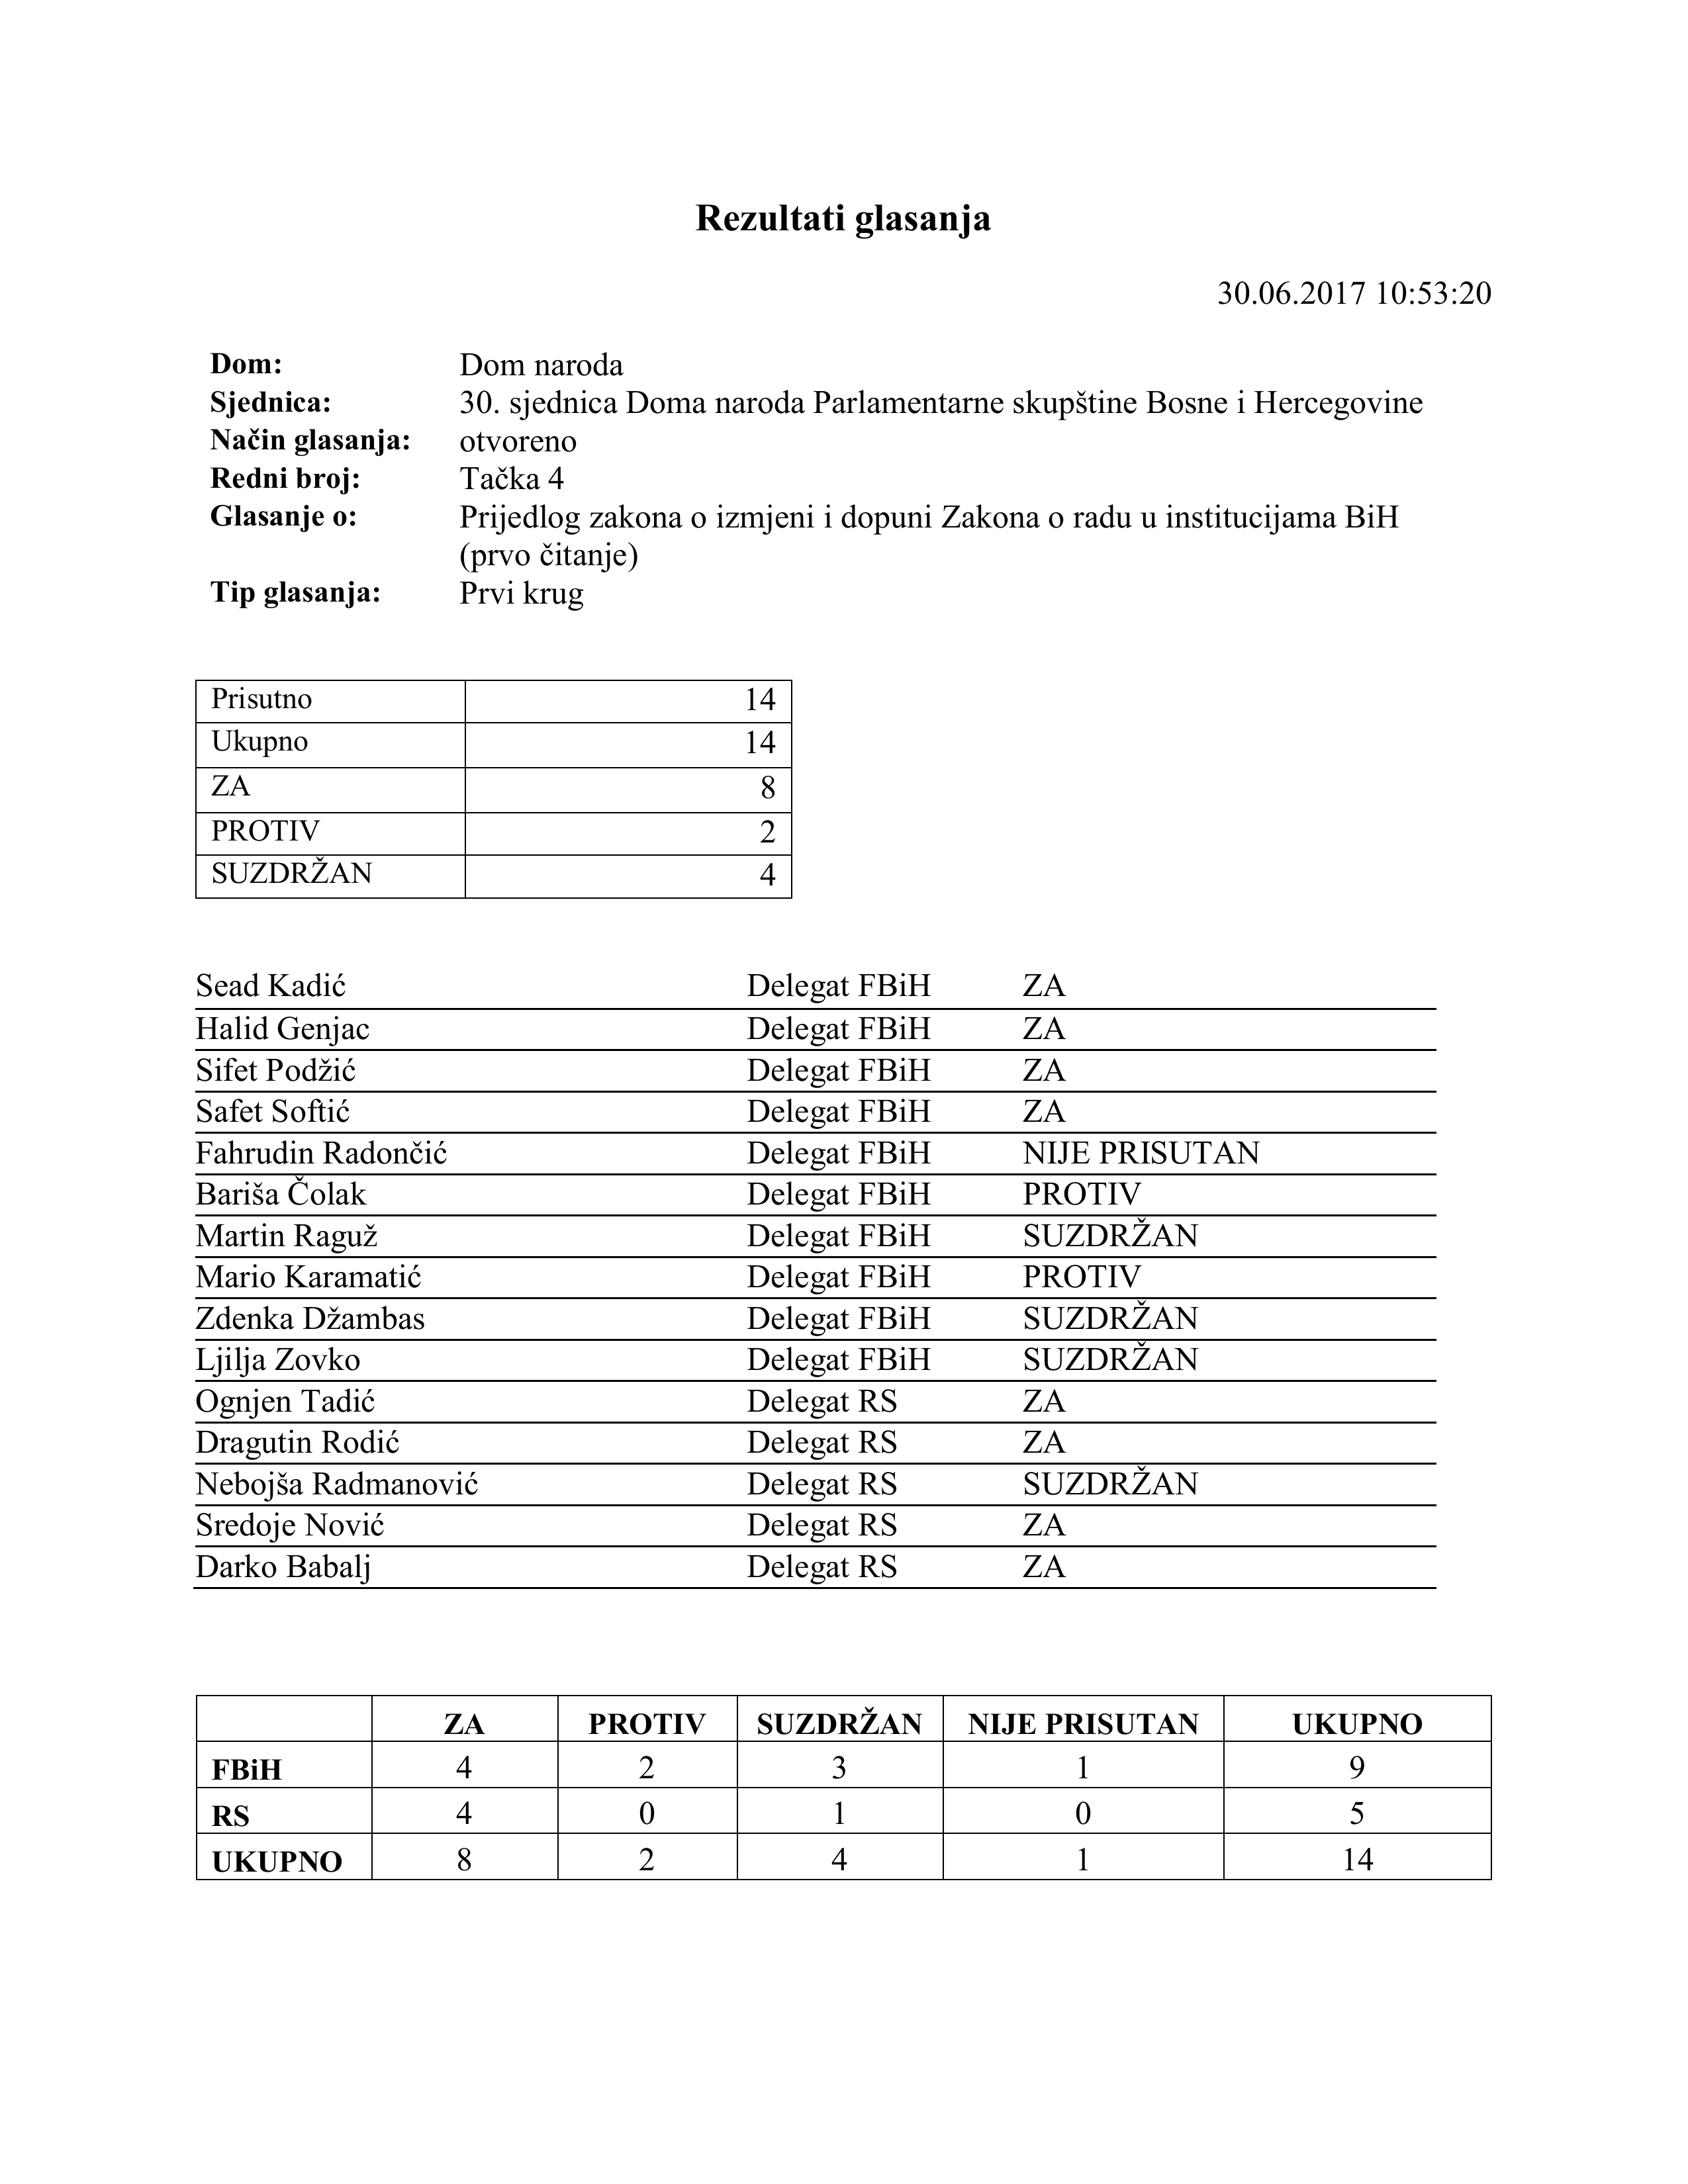 Rezultati glasanja
30.06.2017 10:53:20
Dom: Dom naroda
Sjednica: 30. sjednica Doma naroda Parlamentarne skupštine Bosne i Hercegovine
Način glasanja: otvoreno
Redni broj: Tačka 4
Glasanje o: Prijedlog zakona o izmjeni i dopuni Zakona o radu u institucijama BiH
(prvo čitanje)
Tip glasanja: Prvi krug
Prisutno 14
Ukupno 14
ZA 8
PROTIV 2
SUZDRŽAN 4
Sead Kadić Delegat FBiH ZA
Halid Genjac Delegat FBiH ZA
Sifet Podžić Delegat FBiH ZA
Safet Softić Delegat FBiH ZA
Fahrudin Radončić Delegat FBiH NIJE PRISUTAN
Bariša Čolak Delegat FBiH PROTIV
Martin Raguž Delegat FBiH SUZDRŽAN
Mario Karamatić Delegat FBiH PROTIV
Zdenka Džambas Delegat FBiH SUZDRŽAN
Ljilja Zovko Delegat FBiH SUZDRŽAN
Ognjen Tadić Delegat RS ZA
Dragutin Rodić Delegat RS ZA
Nebojša Radmanović Delegat RS SUZDRŽAN
Sredoje Nović Delegat RS ZA
Darko Babalj Delegat RS ZA
ZA PROTIV SUZDRŽAN NIJE PRISUTAN UKUPNO
FBiH 4 2 3 1 9
RS 4 0 1 0 5
UKUPNO 8 2 4 1 14